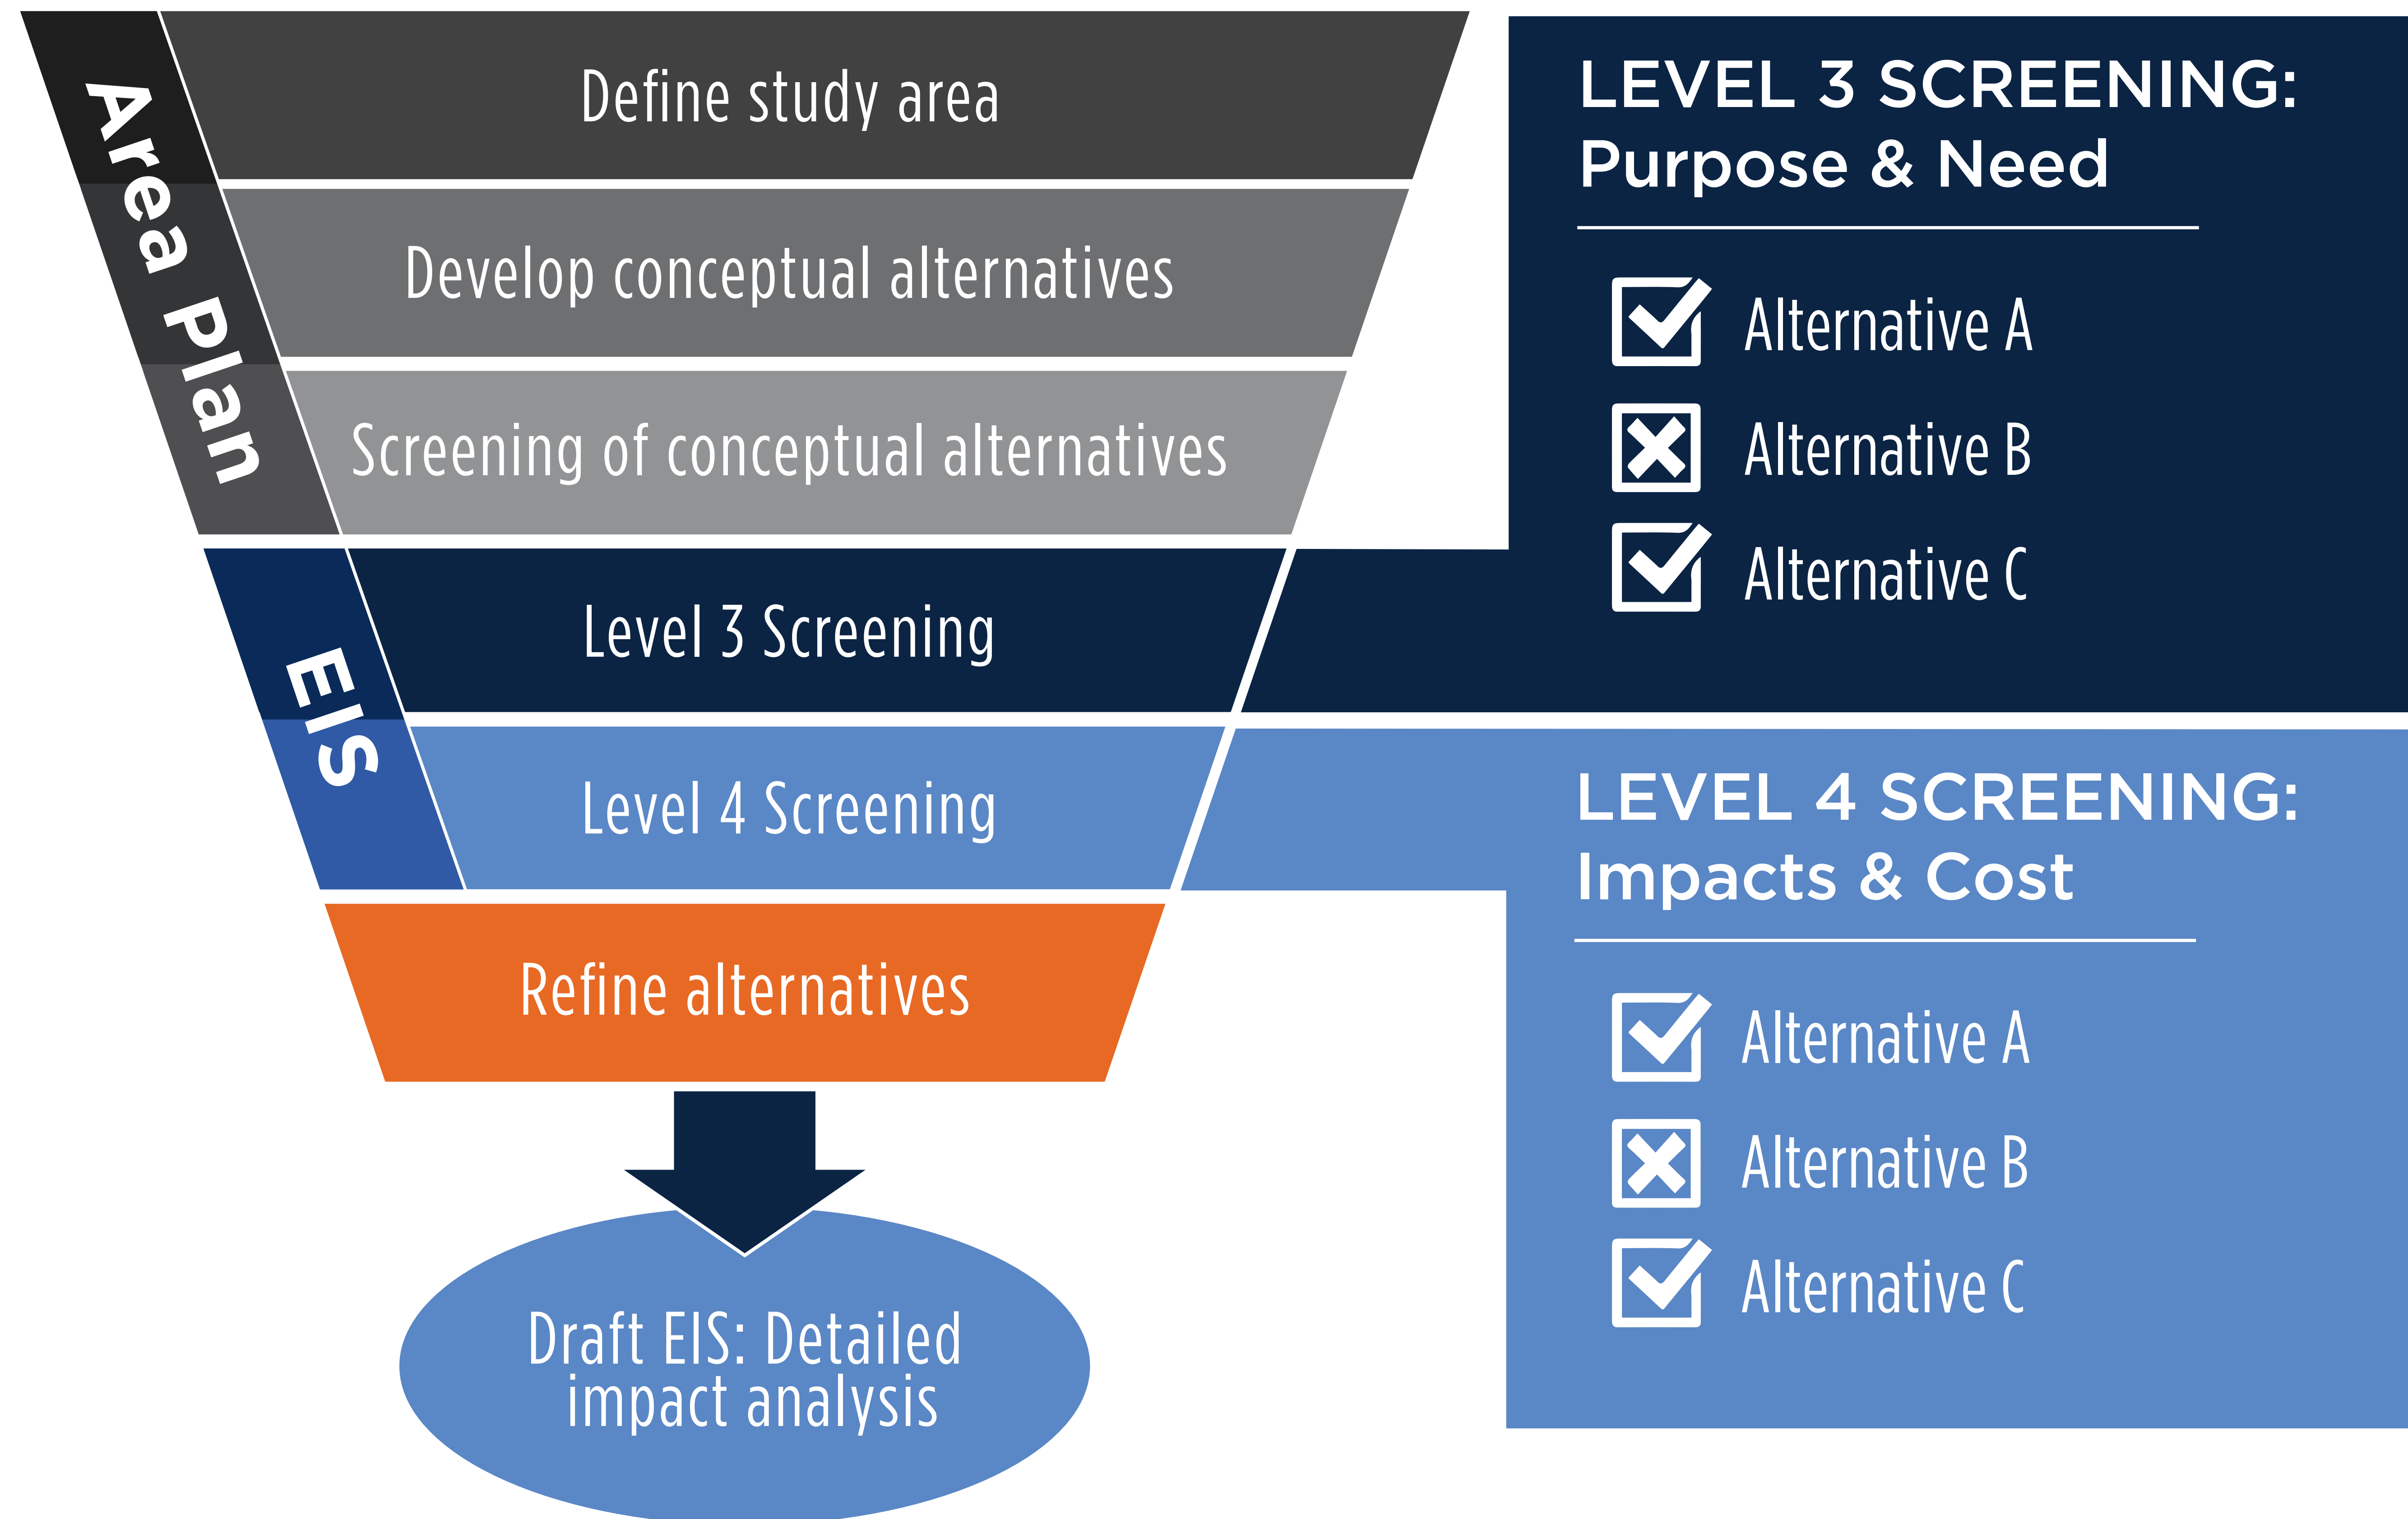 Area Plan
Define study area
Develop conceptual alternatives
Screening of conceptual alternatives
EIS
Level 3 Screening
Level 4 Screening
Refine alternatives
Draft EIS: Detailed
impact analysis
LEVEL 3 SCREENING:
Purpose & Need
Alternative A
Alternative B
Alternative C
LEVEL 4 SCREENING:
Impacts & Cost
Alternative A
Alternative B
Alternative C